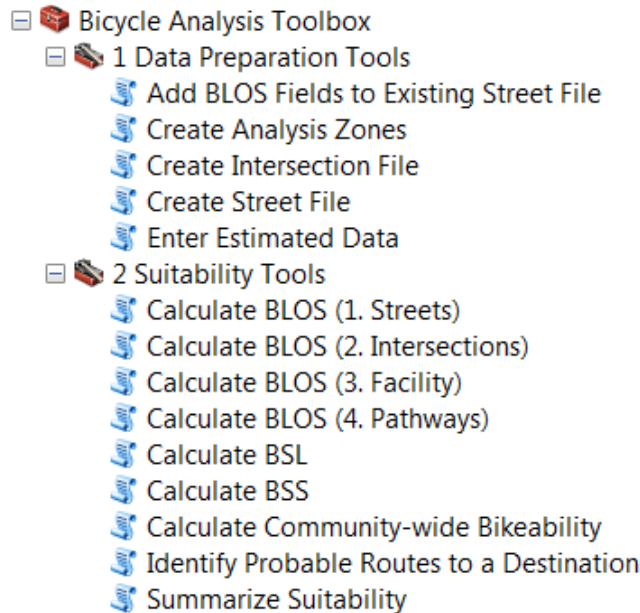 Bicycle Analysis Toolbox
1 Data Preparation Tools
Add BLOS Fields to Existing Street File
Create Analysis Zones
Create Intersection File
Create Street File
Enter Estimated Data
2 Suitability Tools
Calculate BLOS (1. Streets)
Calculate BLOS (2. Intersections)
Calculate BLOS (3. Facility)
Calculate BLOS (4. Pathways)
Calculate BSL
Calculate BSS
Calculate Community-wide Bikeability
Identify Probable Routes to a Destination
Summarize Suitability